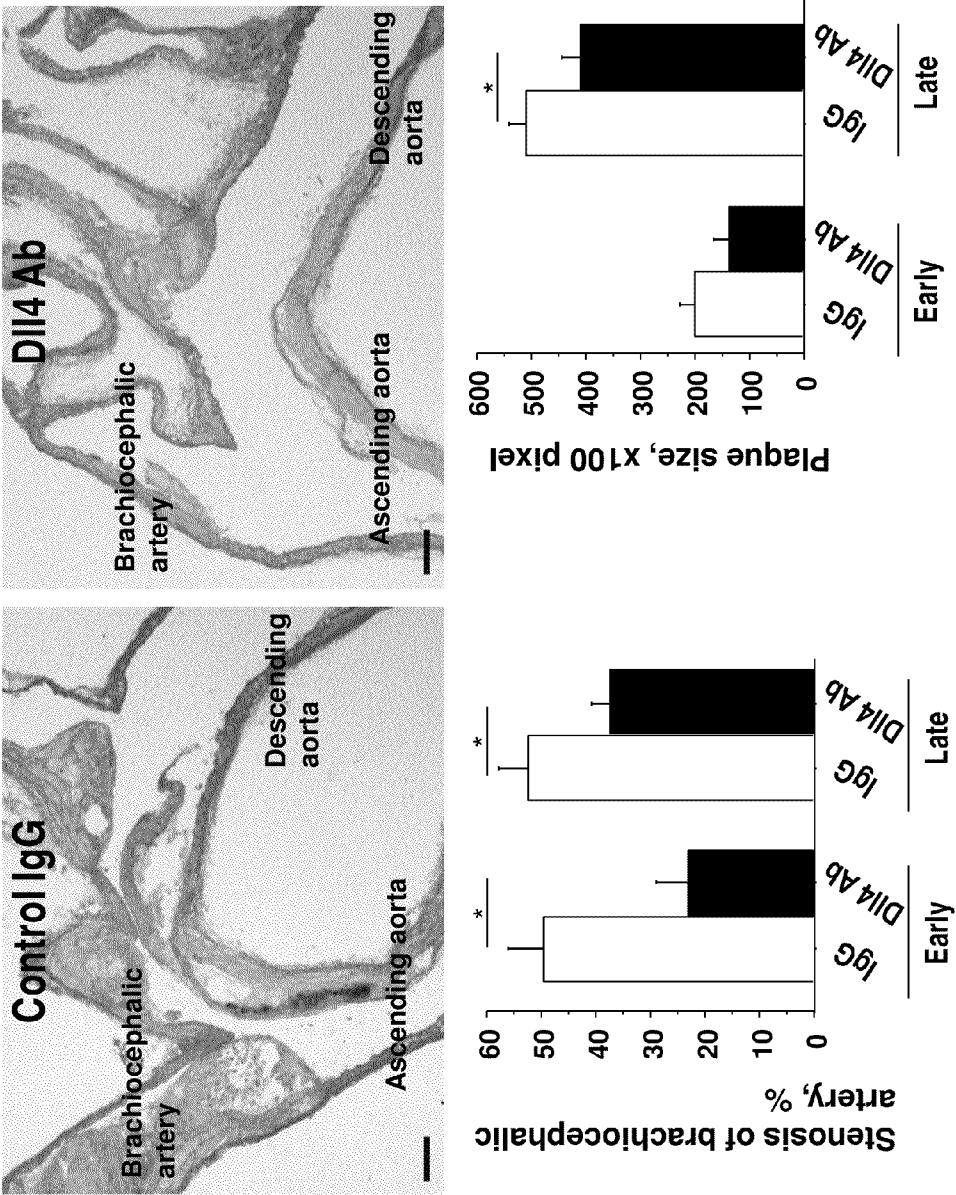 Control IgG
Brachiocephalic
artery
Descending
aorta
Ascending aorta
Dll4 Ab
Brachiocephalic
artery
Descending
aorta
Ascending aorta
Stenosis of brachiocephalic
artery, %
60
50
40
30
20
10
0
*
*
IgG
Dll4 Ab
IgG
Dll4 Ab
Early
Late
Plaque size, x100 pixel
600
500
400
300
200
100
0
*
IgG
Dll4 Ab
IgG
Dll4 Ab
Early
Late